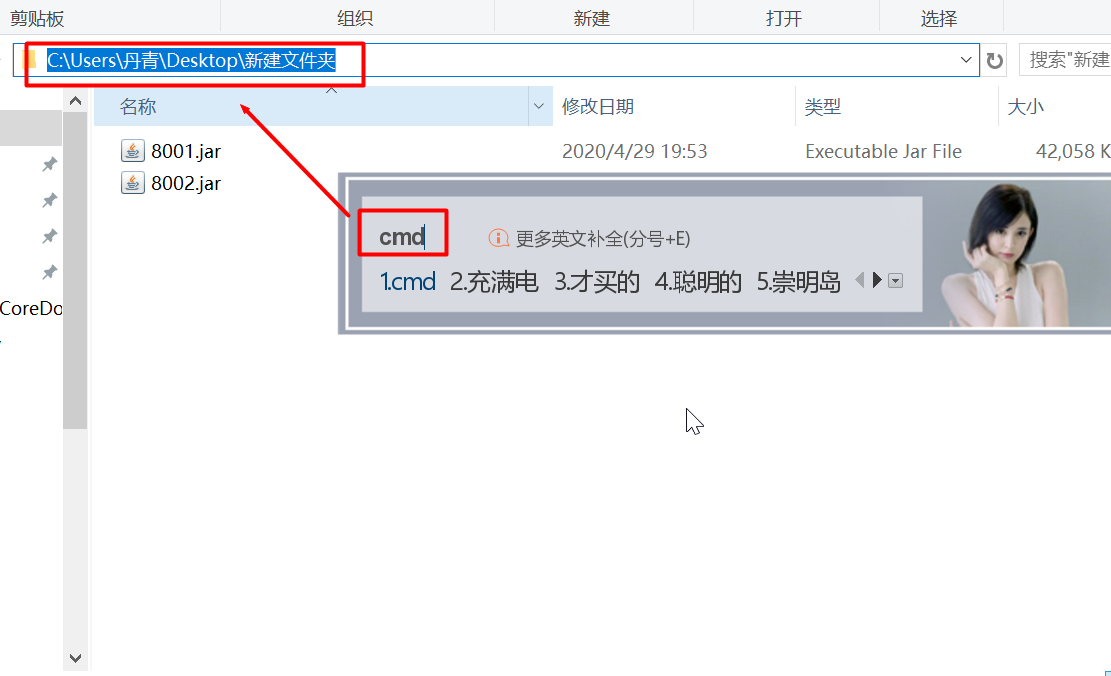 剪贴板 组织 新建 打开 选择
C:\Users\丹青\Desktop\新建文件夹 搜索"新建
名称 修改日期 类型 大小
8001.jar 2020/4/29 19:53 Executable Jar File 42,058 K
8002.jar
cmd 更多英文补全(分号+E)
1.cmd 2.充满电 3.才买的 4.聪明的 5.崇明岛
CoreDo